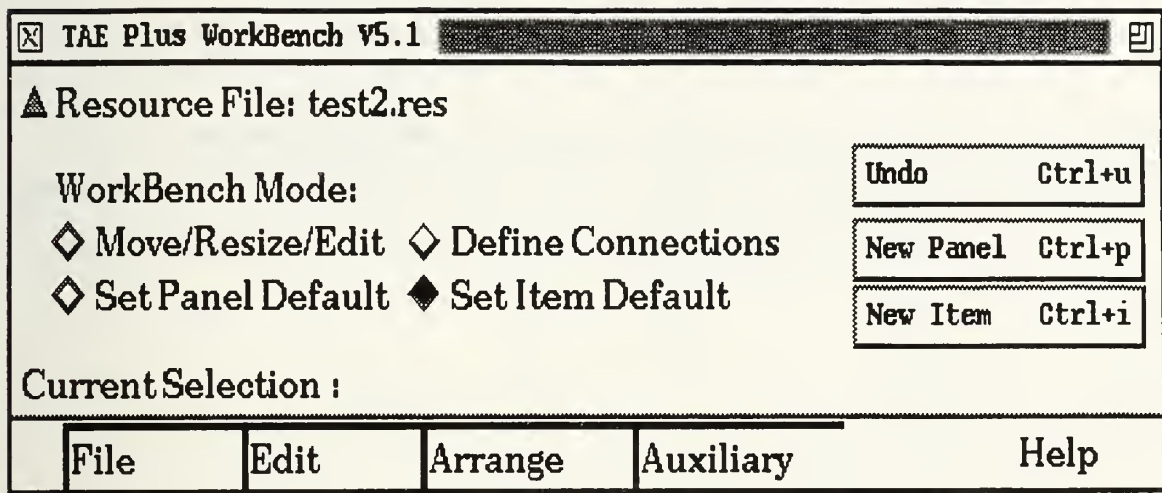 TAE Plus WorkBench V5.1
Resource File: test2.res
WorkBench Mode:
Undo Ctrl+u
Move/Resize/Edit Define Connections
New Panel Ctrl+p
Set Panel Default Set Item Default
New Item Ctrl+i
Current Selection :
File Edit Arrange Auxiliary Help